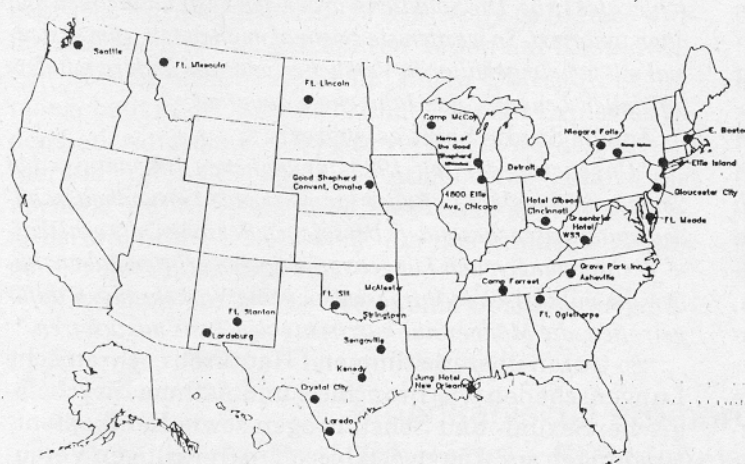 Seattle
Ft. Missoula
Ft. Lincoln
Camp McCoy
Home of
the Good
Shepherd
Niagara Falls
E. Boston
Detroit
Ellis Island
Good Shepherd
Convent, Omaha
4800 Ellis
Ave, Chicago
Gloucester City
Hotel Gibson
Cincinnati
Greenbrier
Hotel
Ft. Meade
McAlester
Camp Forrest
Grove Park Inn
Asheville
Ft. Sill
Stringtown
Ft. Stanton
Ft. Oglethorpe
Lordsburg
Seagoville
Kenedy
Jung Hotel
New Orleans
Crystal City
Laredo